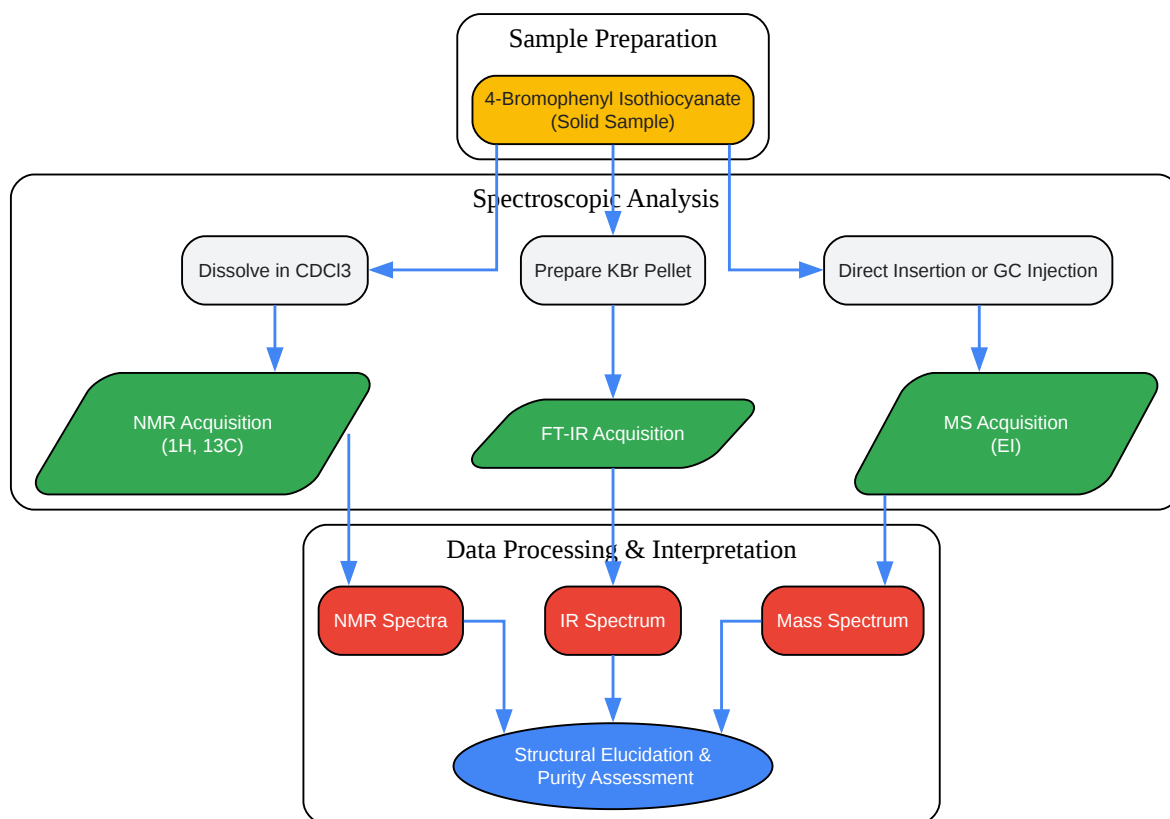 Sample Preparation
4-Bromophenyl Isothiocyanate
(Solid Sample)
Spectroscopic Analysis
Dissolve in CDCl3
Prepare KBr Pellet
Direct Insertion or GC Injection
NMR Acquisition
(1H, 13C)
FT-IR Acquisition
MS Acquisition
(EI)
Data Processing & Interpretation
NMR Spectra
IR Spectrum
Mass Spectrum
Structural Elucidation &
Purity Assessment